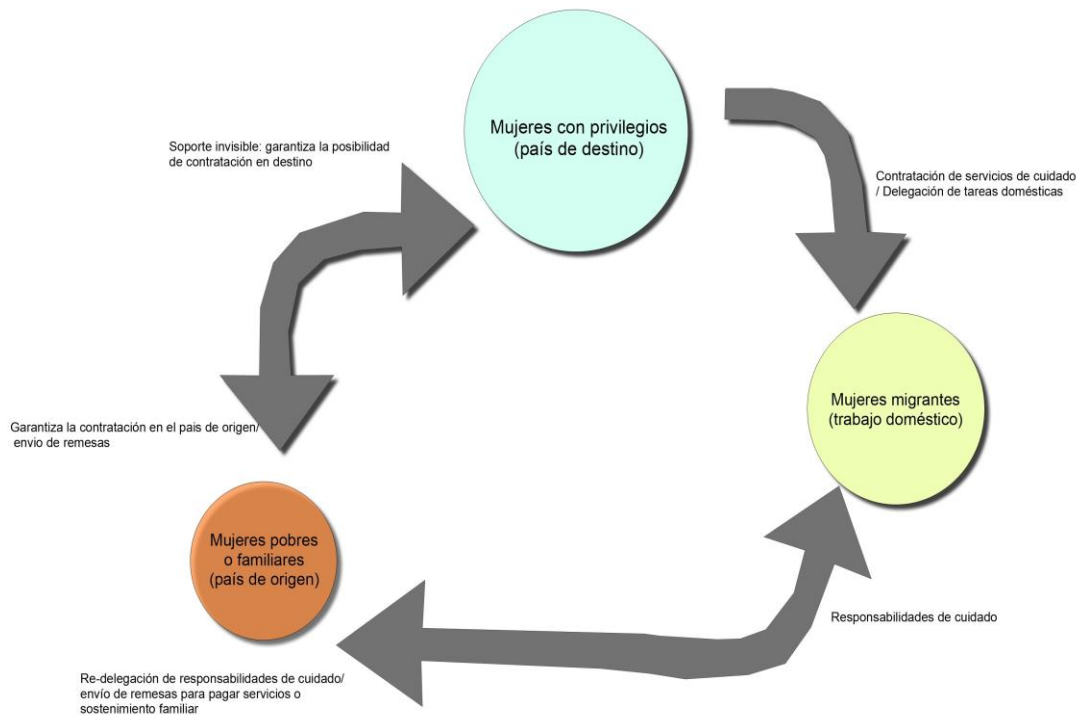 Mujeres con privilegios
(país de destino)
Soporte invisible: garantiza la posibilidad
de contratación en destino
Contratación de servicios de cuidado
/ Delegación de tareas domésticas
Mujeres migrantes
(trabajo doméstico)
Garantiza la contratación en el pais de origen/
envio de remesas
Mujeres pobres
o familiares
(país de origen)
Responsabilidades de cuidado
Re-delegación de responsabilidades de cuidado/
envío de remesas para pagar servicios o
sostenimiento familiar